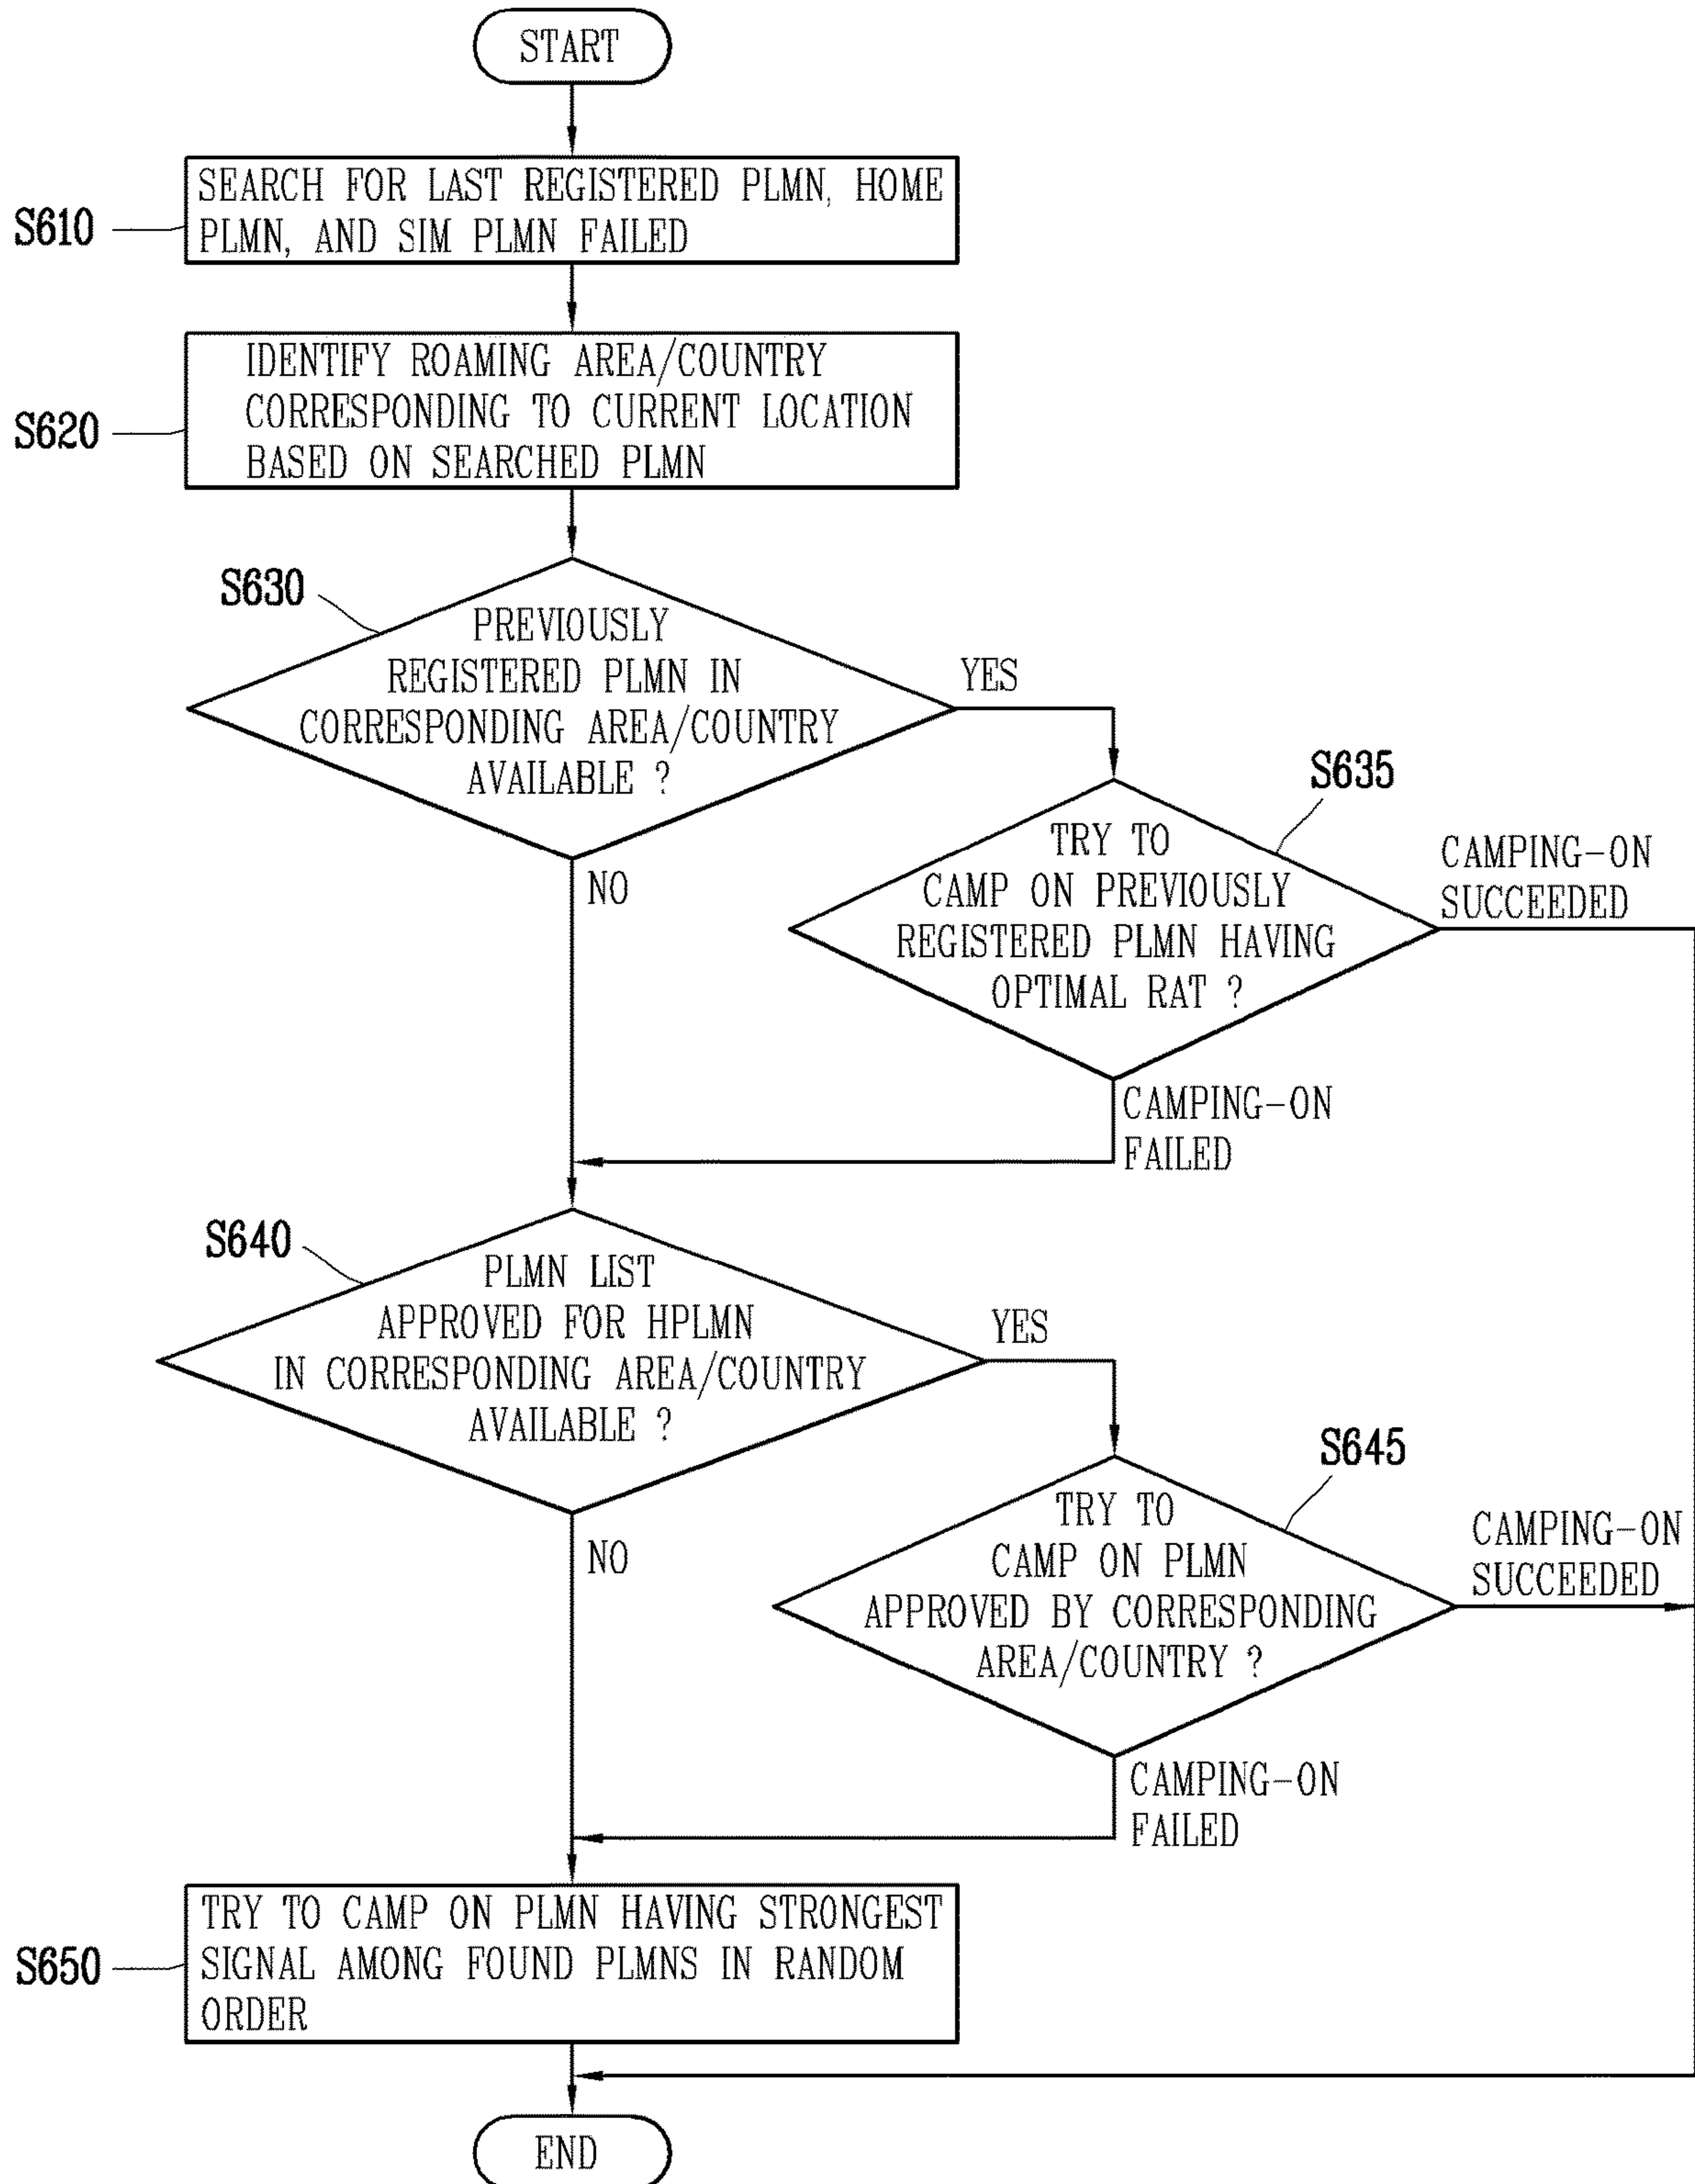 START
S610
SEARCH FOR LAST REGISTERED PLMN, HOME
PLMN, AND SIM PLMN FAILED
S620
IDENTIFY ROAMING AREA/COUNTRY
CORRESPONDING TO CURRENT LOCATION
BASED ON SEARCHED PLMN
S630
PREVIOUSLY
REGISTERED PLMN IN
CORRESPONDING AREA/COUNTRY
AVAILABLE ?
YES
NO
S635
TRY TO
CAMP ON PREVIOUSLY
REGISTERED PLMN HAVING
OPTIMAL RAT ?
CAMPING-ON
SUCCEEDED
CAMPING-ON
FAILED
S640
PLMN LIST
APPROVED FOR HPLMN
IN CORRESPONDING AREA/COUNTRY
AVAILABLE ?
YES
NO
S645
TRY TO
CAMP ON PLMN
APPROVED BY CORRESPONDING
AREA/COUNTRY ?
CAMPING-ON
SUCCEEDED
CAMPING-ON
FAILED
S650
TRY TO CAMP ON PLMN HAVING STRONGEST
SIGNAL AMONG FOUND PLMNS IN RANDOM
ORDER
END